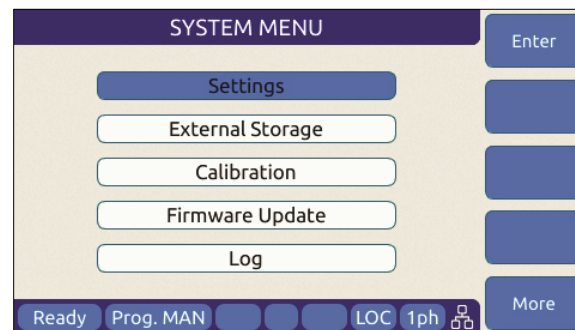 SYSTEM MENU
Enter
Settings
External Storage
Calibration
Firmware Update
Log
More
Ready Prog. MAN LOC 1ph